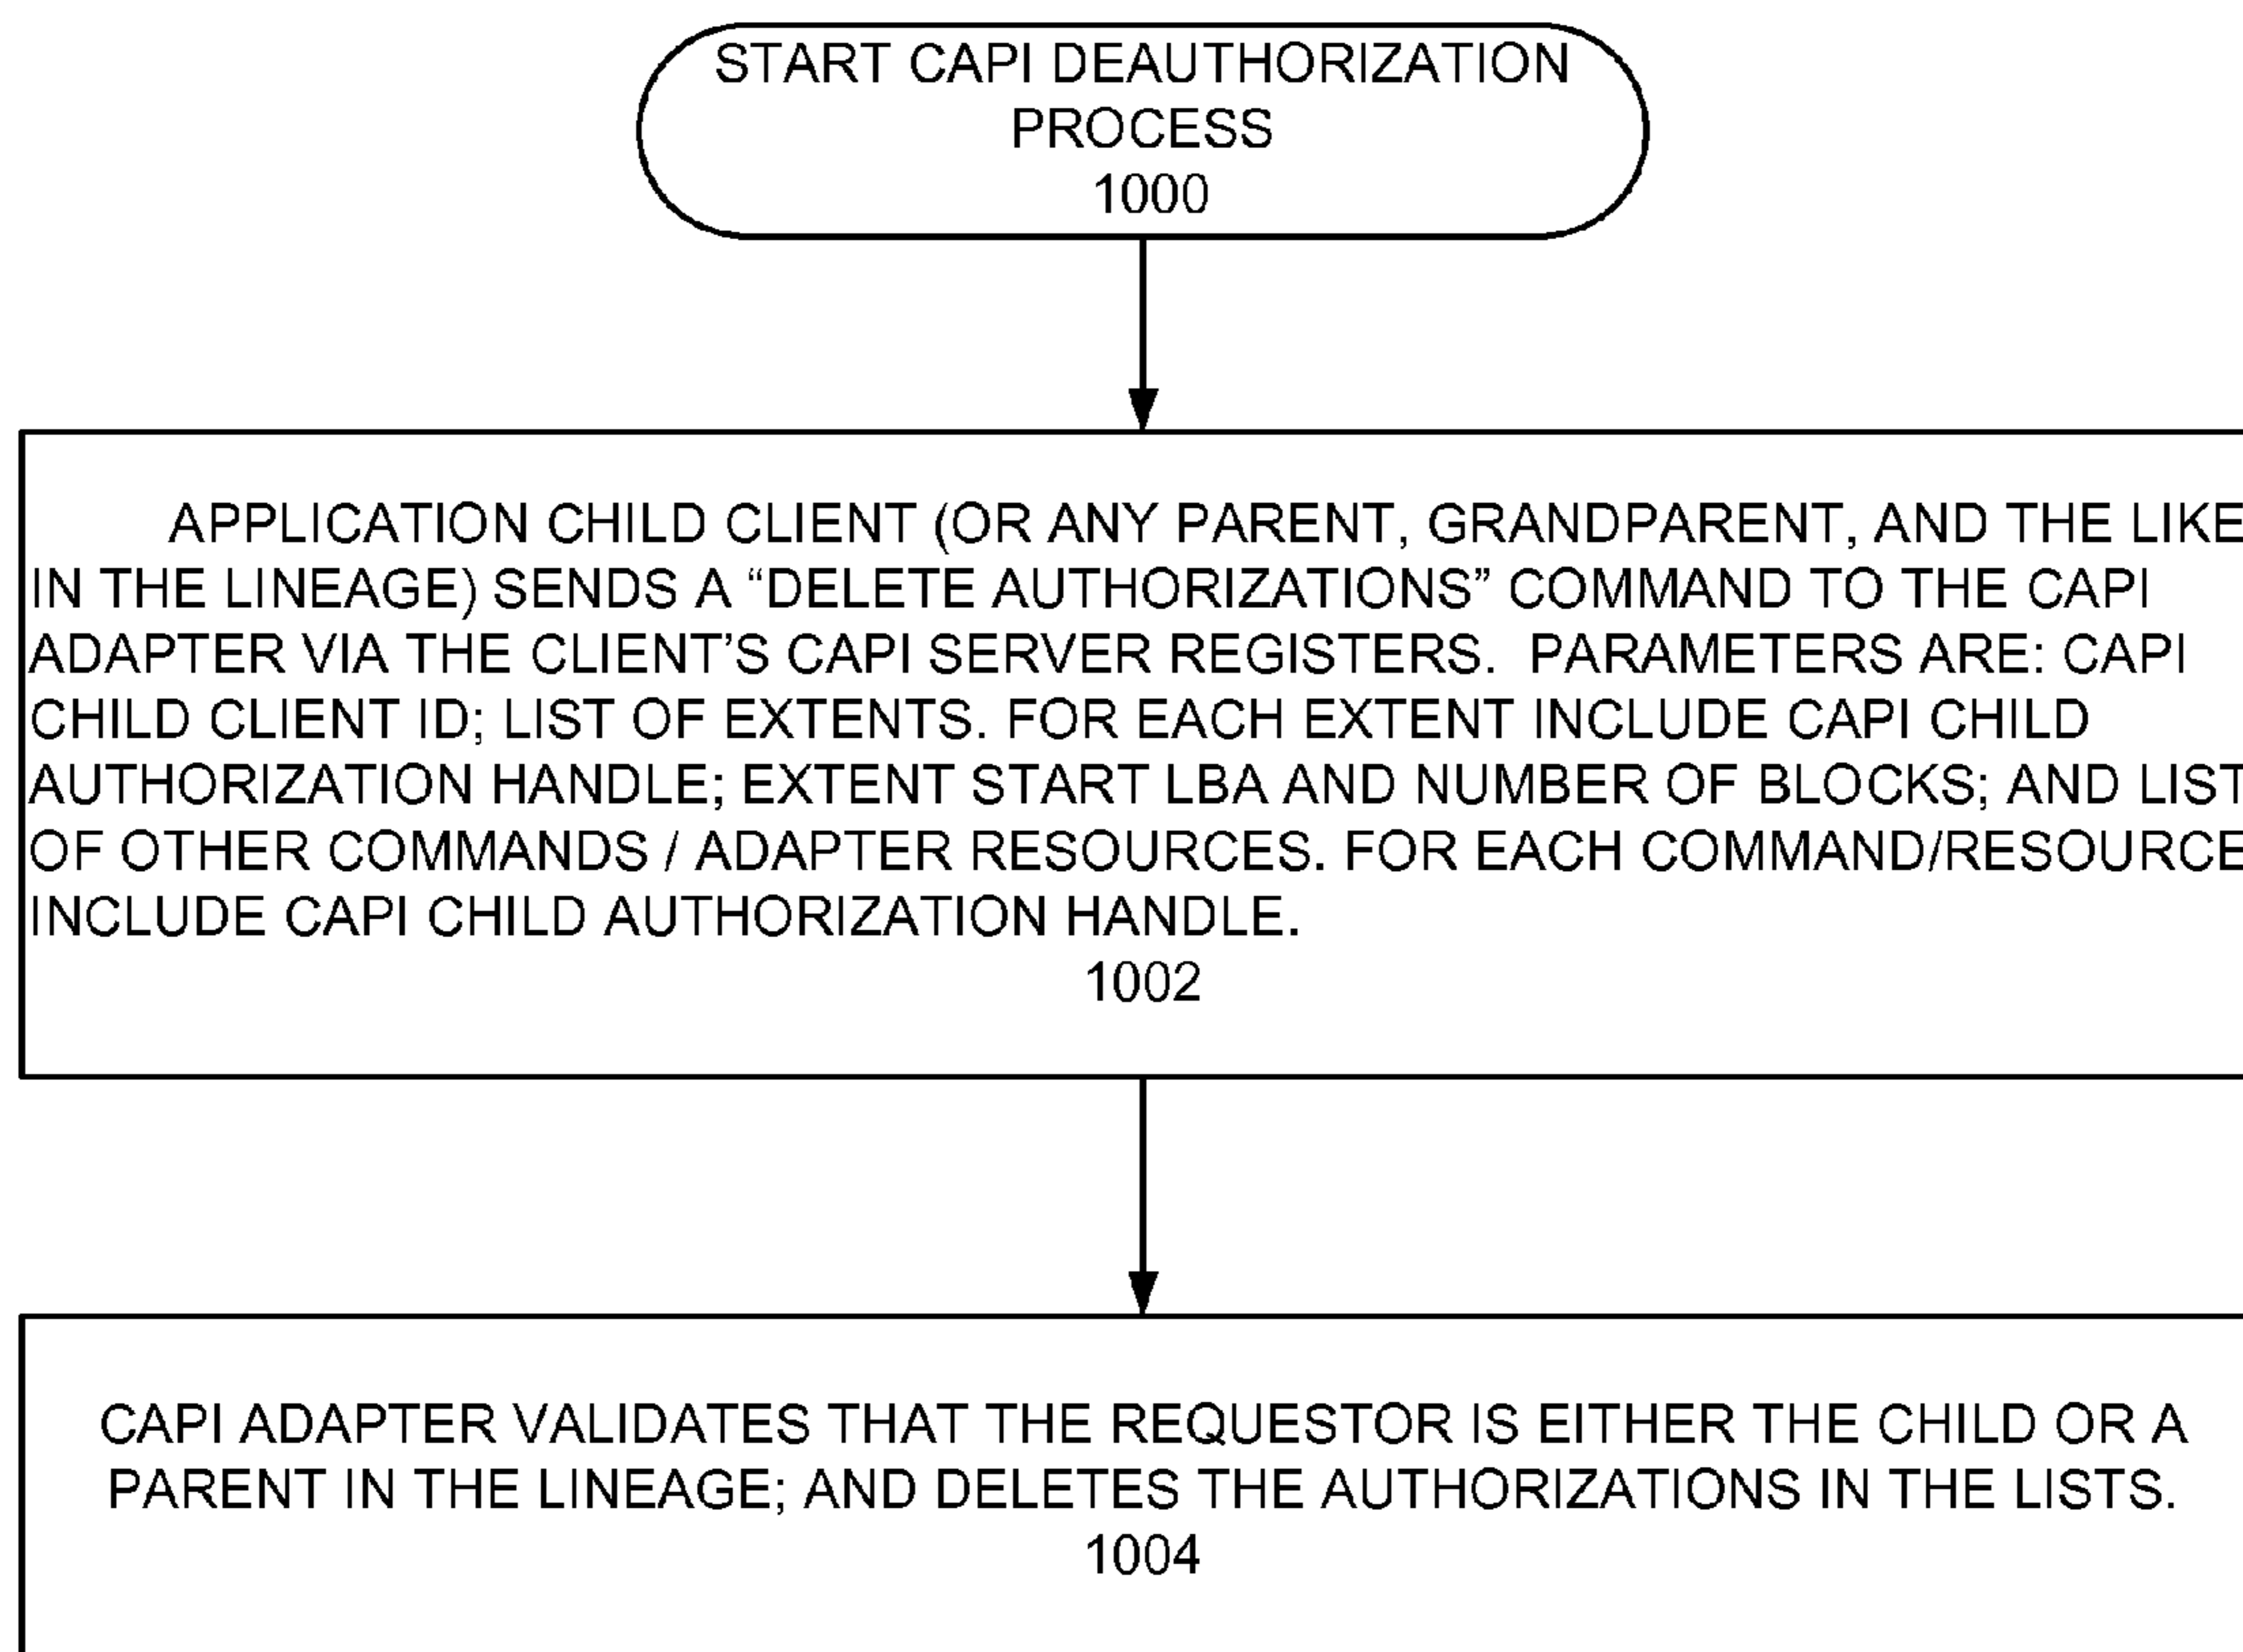 START CAPI DEAUTHORIZATION
PROCESS
1000
APPLICATION CHILD CLIENT (OR ANY PARENT, GRANDPARENT, AND THE LIKE
IN THE LINEAGE) SENDS A “DELETE AUTHORIZATIONS” COMMAND TO THE CAPI
ADAPTER VIA THE CLIENT’S CAPI SERVER REGISTERS. PARAMETERS ARE: CAPI
CHILD CLIENT ID; LIST OF EXTENTS. FOR EACH EXTENT INCLUDE CAPI CHILD
AUTHORIZATION HANDLE; EXTENT START LBA AND NUMBER OF BLOCKS; AND LIST
OF OTHER COMMANDS / ADAPTER RESOURCES. FOR EACH COMMAND/RESOURCE
INCLUDE CAPI CHILD AUTHORIZATION HANDLE.
1002
CAPI ADAPTER VALIDATES THAT THE REQUESTOR IS EITHER THE CHILD OR A
PARENT IN THE LINEAGE; AND DELETES THE AUTHORIZATIONS IN THE LISTS.
1004